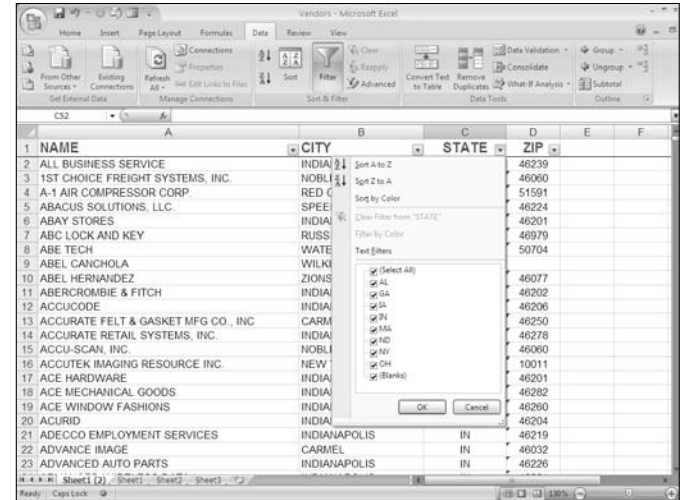 Vendors - Microsoft Excel
Home Insert Page Layout Formulas Data Review View
From Other Sources Existing Connections
Get External Data
Refresh All
Connections
Properties
Edit Links to Files
Manage Connections
Sort
Filter
Clear
Reapply
Advanced
Sort & Filter
Convert Text to Table
Remove Duplicates
Data Validation
Consolidate
What-If Analysis
Data Tools
Group
Ungroup
Subtotal
Outline
C52 fx
A B C D E F
1 NAME CITY STATE ZIP
2 ALL BUSINESS SERVICE INDIA 46239
3 1ST CHOICE FREIGHT SYSTEMS, INC. NOBL 46060
4 A-1 AIR COMPRESSOR CORP. RED 51591
5 ABACUS SOLUTIONS, LLC. SPEE 46224
6 ABAY STORES INDIA 46201
7 ABC LOCK AND KEY RUSS 46979
8 ABE TECH WATE 50704
9 ABEL CANCHOLA WILK
10 ABEL HERNANDEZ ZIONS 46077
11 ABERCROMBIE & FITCH INDIA 46202
12 ACCUCODE INDIA 46206
13 ACCURATE FELT & GASKET MFG CO., INC CARM 46250
14 ACCURATE RETAIL SYSTEMS, INC. INDIA 46278
15 ACCU-SCAN, INC. NOBL 46060
16 ACCUTEK IMAGING RESOURCE INC. NEW 10011
17 ACE HARDWARE INDIA 46201
18 ACE MECHANICAL GOODS INDIA 46282
19 ACE WINDOW FASHIONS INDIA 46260
20 ACURID INDIA 46204
21 ADECCO EMPLOYMENT SERVICES INDIANAPOLIS IN 46219
22 ADVANCE IMAGE CARMEL IN 46032
23 ADVANCED AUTO PARTS INDIANAPOLIS IN 46226
Sort A to Z
Sort Z to A
Sort by Color
Clear Filter from "STATE"
Filter by Color
Text Filters
(Select All)
AL
GA
IA
IN
MA
ND
NY
OH
(Blanks)
OK Cancel
Sheet1 (2) Sheet1 Sheet2 Sheet3
Ready Caps Lock 130%